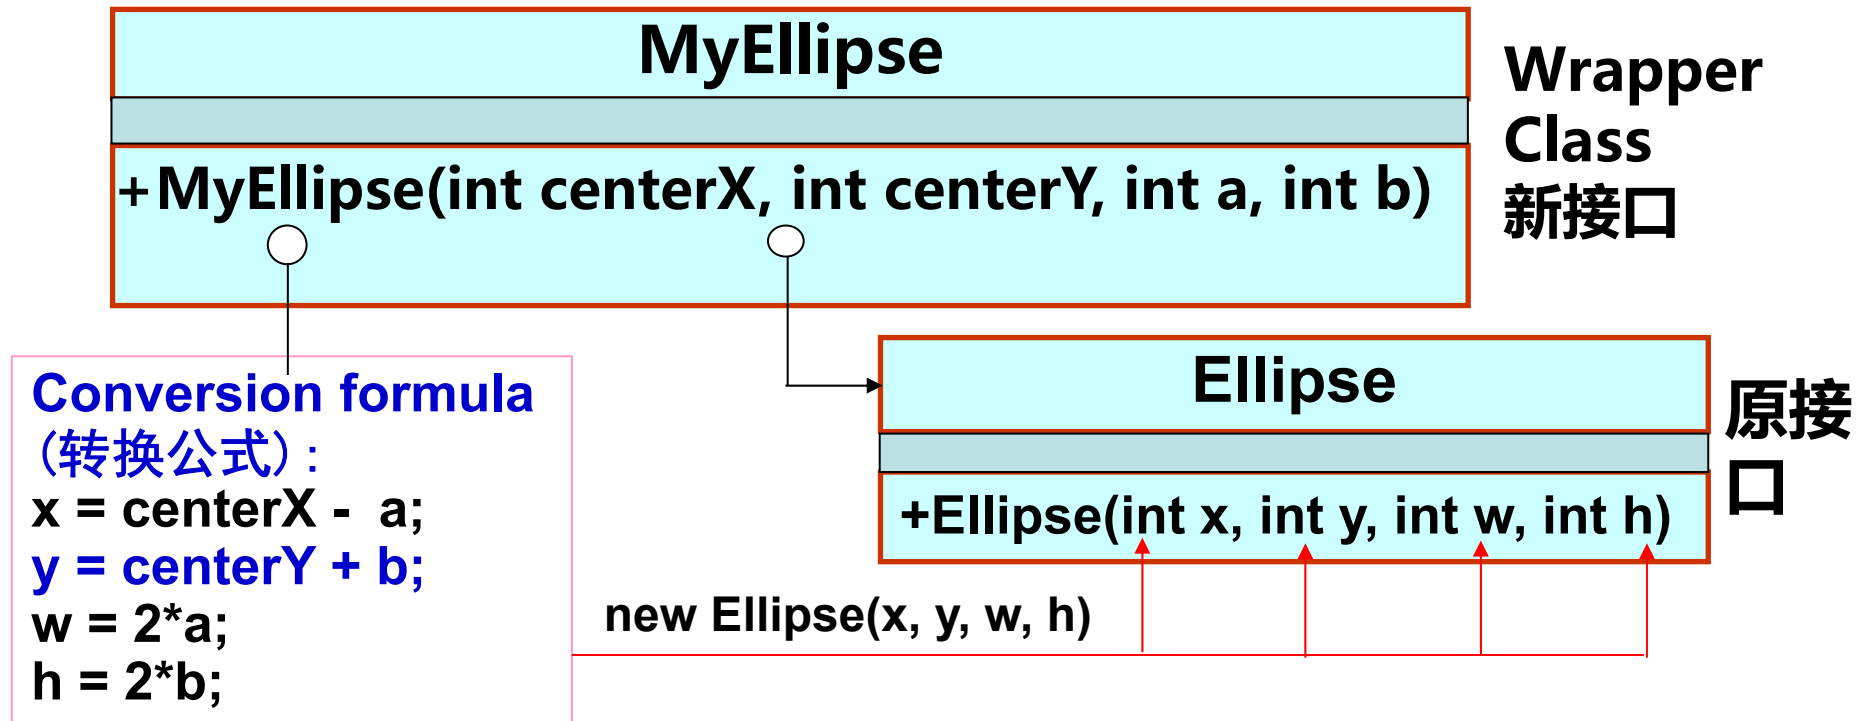 MyEllipse
+MyEllipse(int centerX, int centerY, int a, int b)
Wrapper
Class
新接口
Conversion formula
(转换公式):
x = centerX - a;
y = centerY + b;
w = 2*a;
h = 2*b;
Ellipse
+Ellipse(int x, int y, int w, int h)
原接
口
new Ellipse(x, y, w, h)